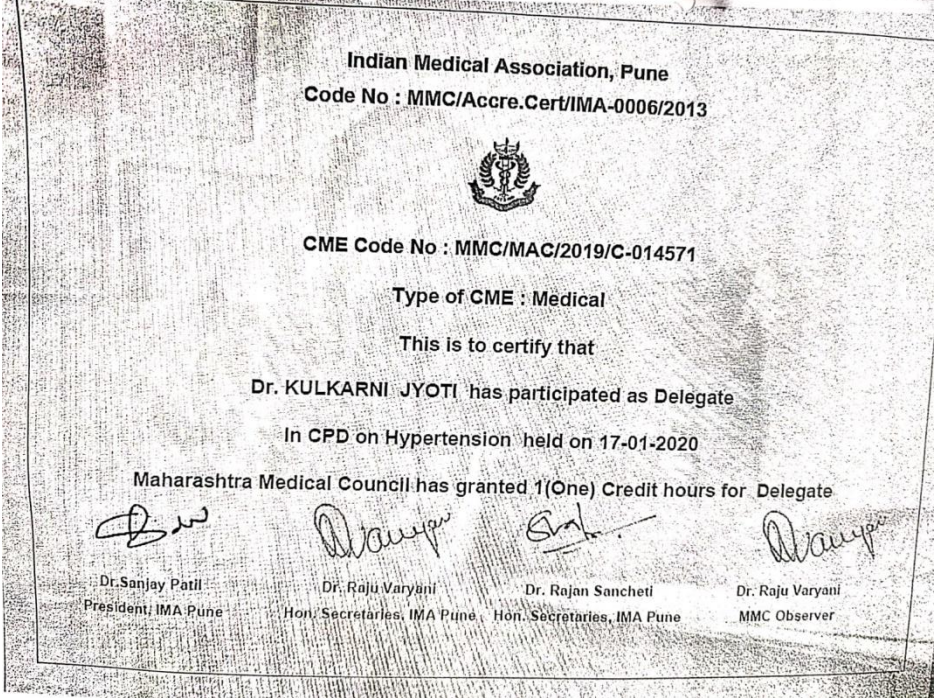 Indian Medical Association, Pune
Code No : MMC/Accre.Cert/IMA-0006/2013
CME Code No : MMC/MAC/2019/C-014571
Type of CME : Medical
This is to certify that
Dr. KULKARNI JYOTI has participated as Delegate
In CPD on Hypertension held on 17-01-2020
Maharashtra Medical Council has granted 1(One) Credit hours for Delegate
Dr.Sanjay Patil Dr. Raju Varyani Dr. Rajan Sancheti Dr. Raju Varyani
President, IMA Pune Hon. Secretaries, IMA Pune Hon. Secretaries, IMA Pune MMC Observer